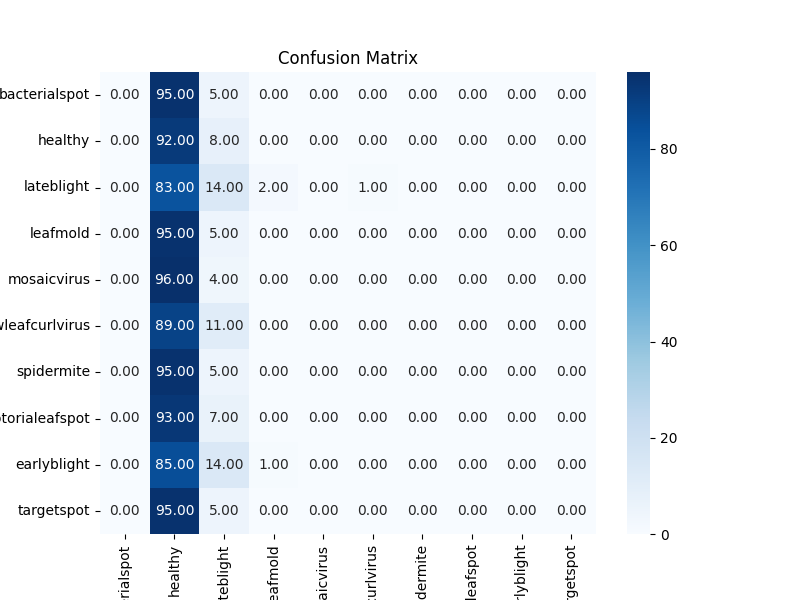 Confusion Matrix
bacterialspot 0.00 95.00 5.00 0.00 0.00 0.00 0.00 0.00 0.00 0.00
healthy 0.00 92.00 8.00 0.00 0.00 0.00 0.00 0.00 0.00 0.00
lateblight 0.00 83.00 14.00 2.00 0.00 1.00 0.00 0.00 0.00 0.00
leafmold 0.00 95.00 5.00 0.00 0.00 0.00 0.00 0.00 0.00 0.00
mosaicvirus 0.00 96.00 4.00 0.00 0.00 0.00 0.00 0.00 0.00 0.00
wleafcurlvirus 0.00 89.00 11.00 0.00 0.00 0.00 0.00 0.00 0.00 0.00
spidermite 0.00 95.00 5.00 0.00 0.00 0.00 0.00 0.00 0.00 0.00
otorialeafspot 0.00 93.00 7.00 0.00 0.00 0.00 0.00 0.00 0.00 0.00
earlyblight 0.00 85.00 14.00 1.00 0.00 0.00 0.00 0.00 0.00 0.00
targetspot 0.00 95.00 5.00 0.00 0.00 0.00 0.00 0.00 0.00 0.00
rialspot
healthy
teblight
eafmold
aicvirus
curlvirus
dermite
leafspot
rlyblight
rgetspot
80
60
40
20
0